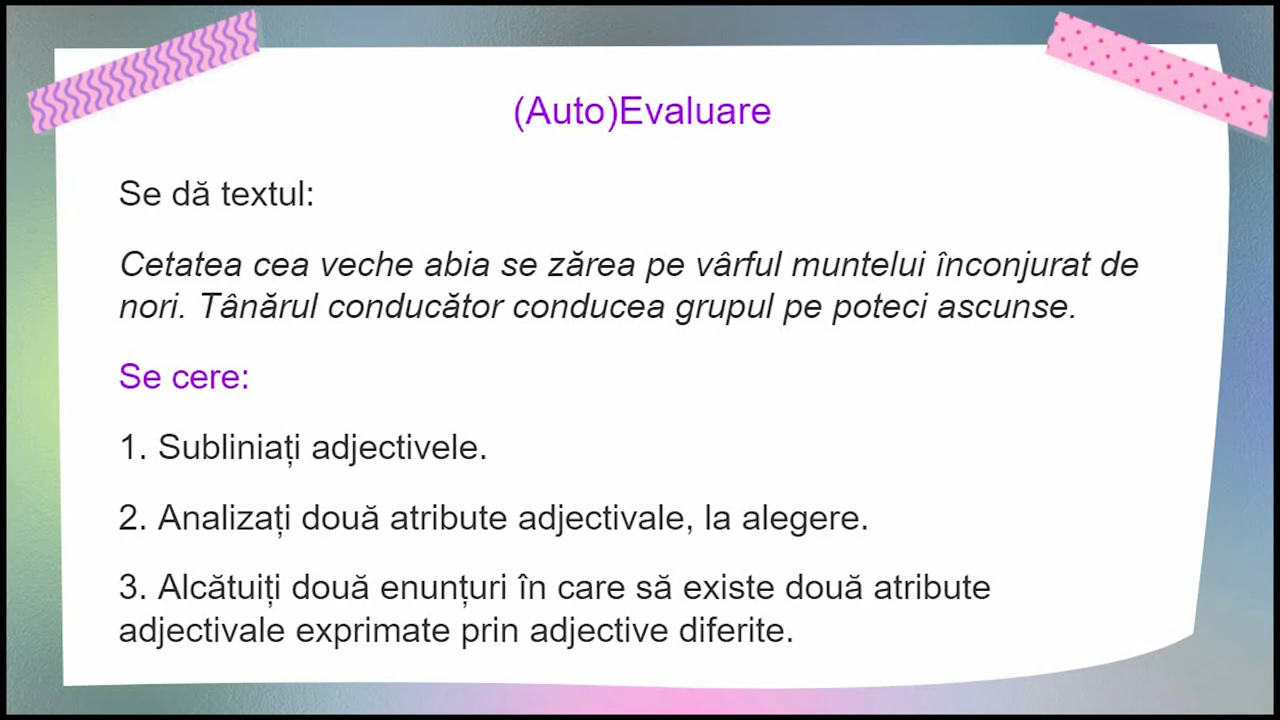 (Auto)Evaluare
Se dă textul:
Cetatea cea veche abia se zărea pe vârful muntelui înconjurat de
nori. Tânărul conducător conducea grupul pe poteci ascunse.
Se cere:
1. Subliniați adjectivele.
2. Analizați două atribute adjectivale, la alegere.
3. Alcătuiți două enunțuri în care să existe două atribute
adjectivale exprimate prin adjective diferite.